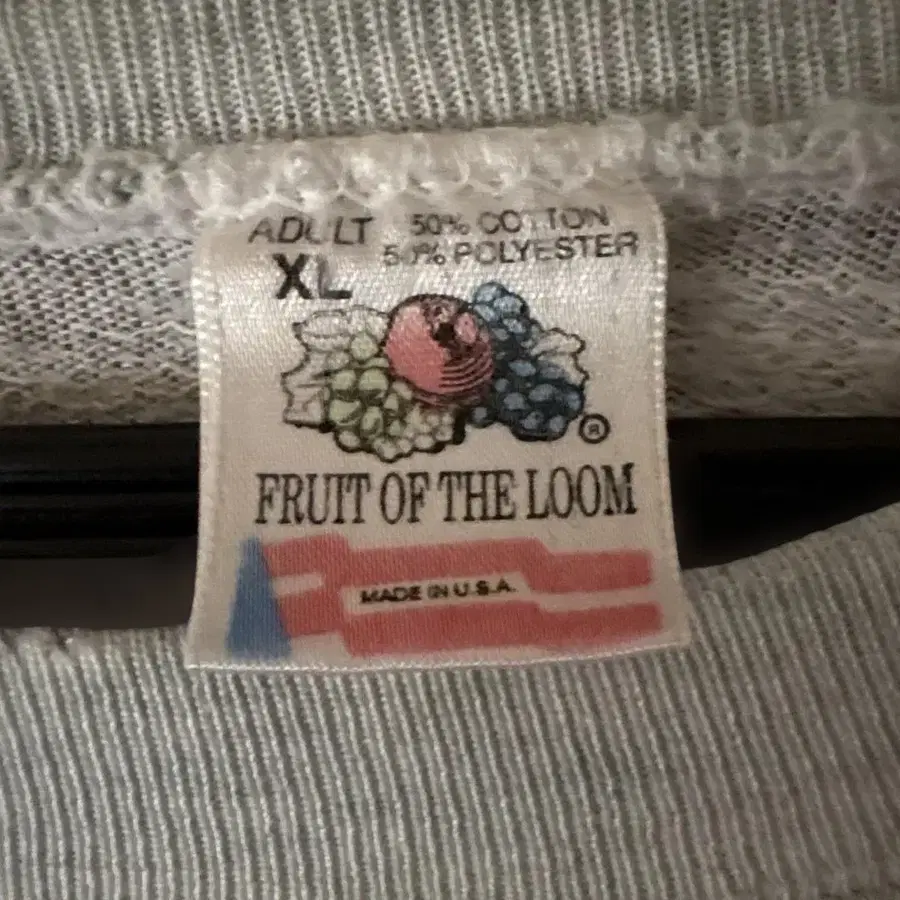 ADULT 50% COTTON
XL 50% POLYESTER
®
FRUIT OF THE LOOM
MADE IN U.S.A.